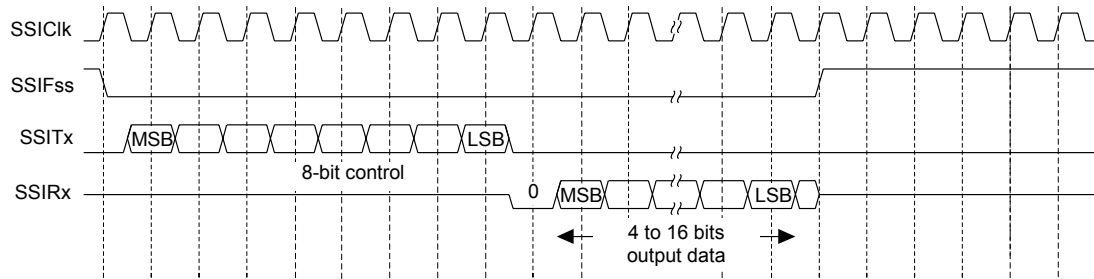 SSIClk
SSIFss
SSITx
MSB
LSB
8-bit control
SSIRx
0
MSB
LSB
4 to 16 bits
output data